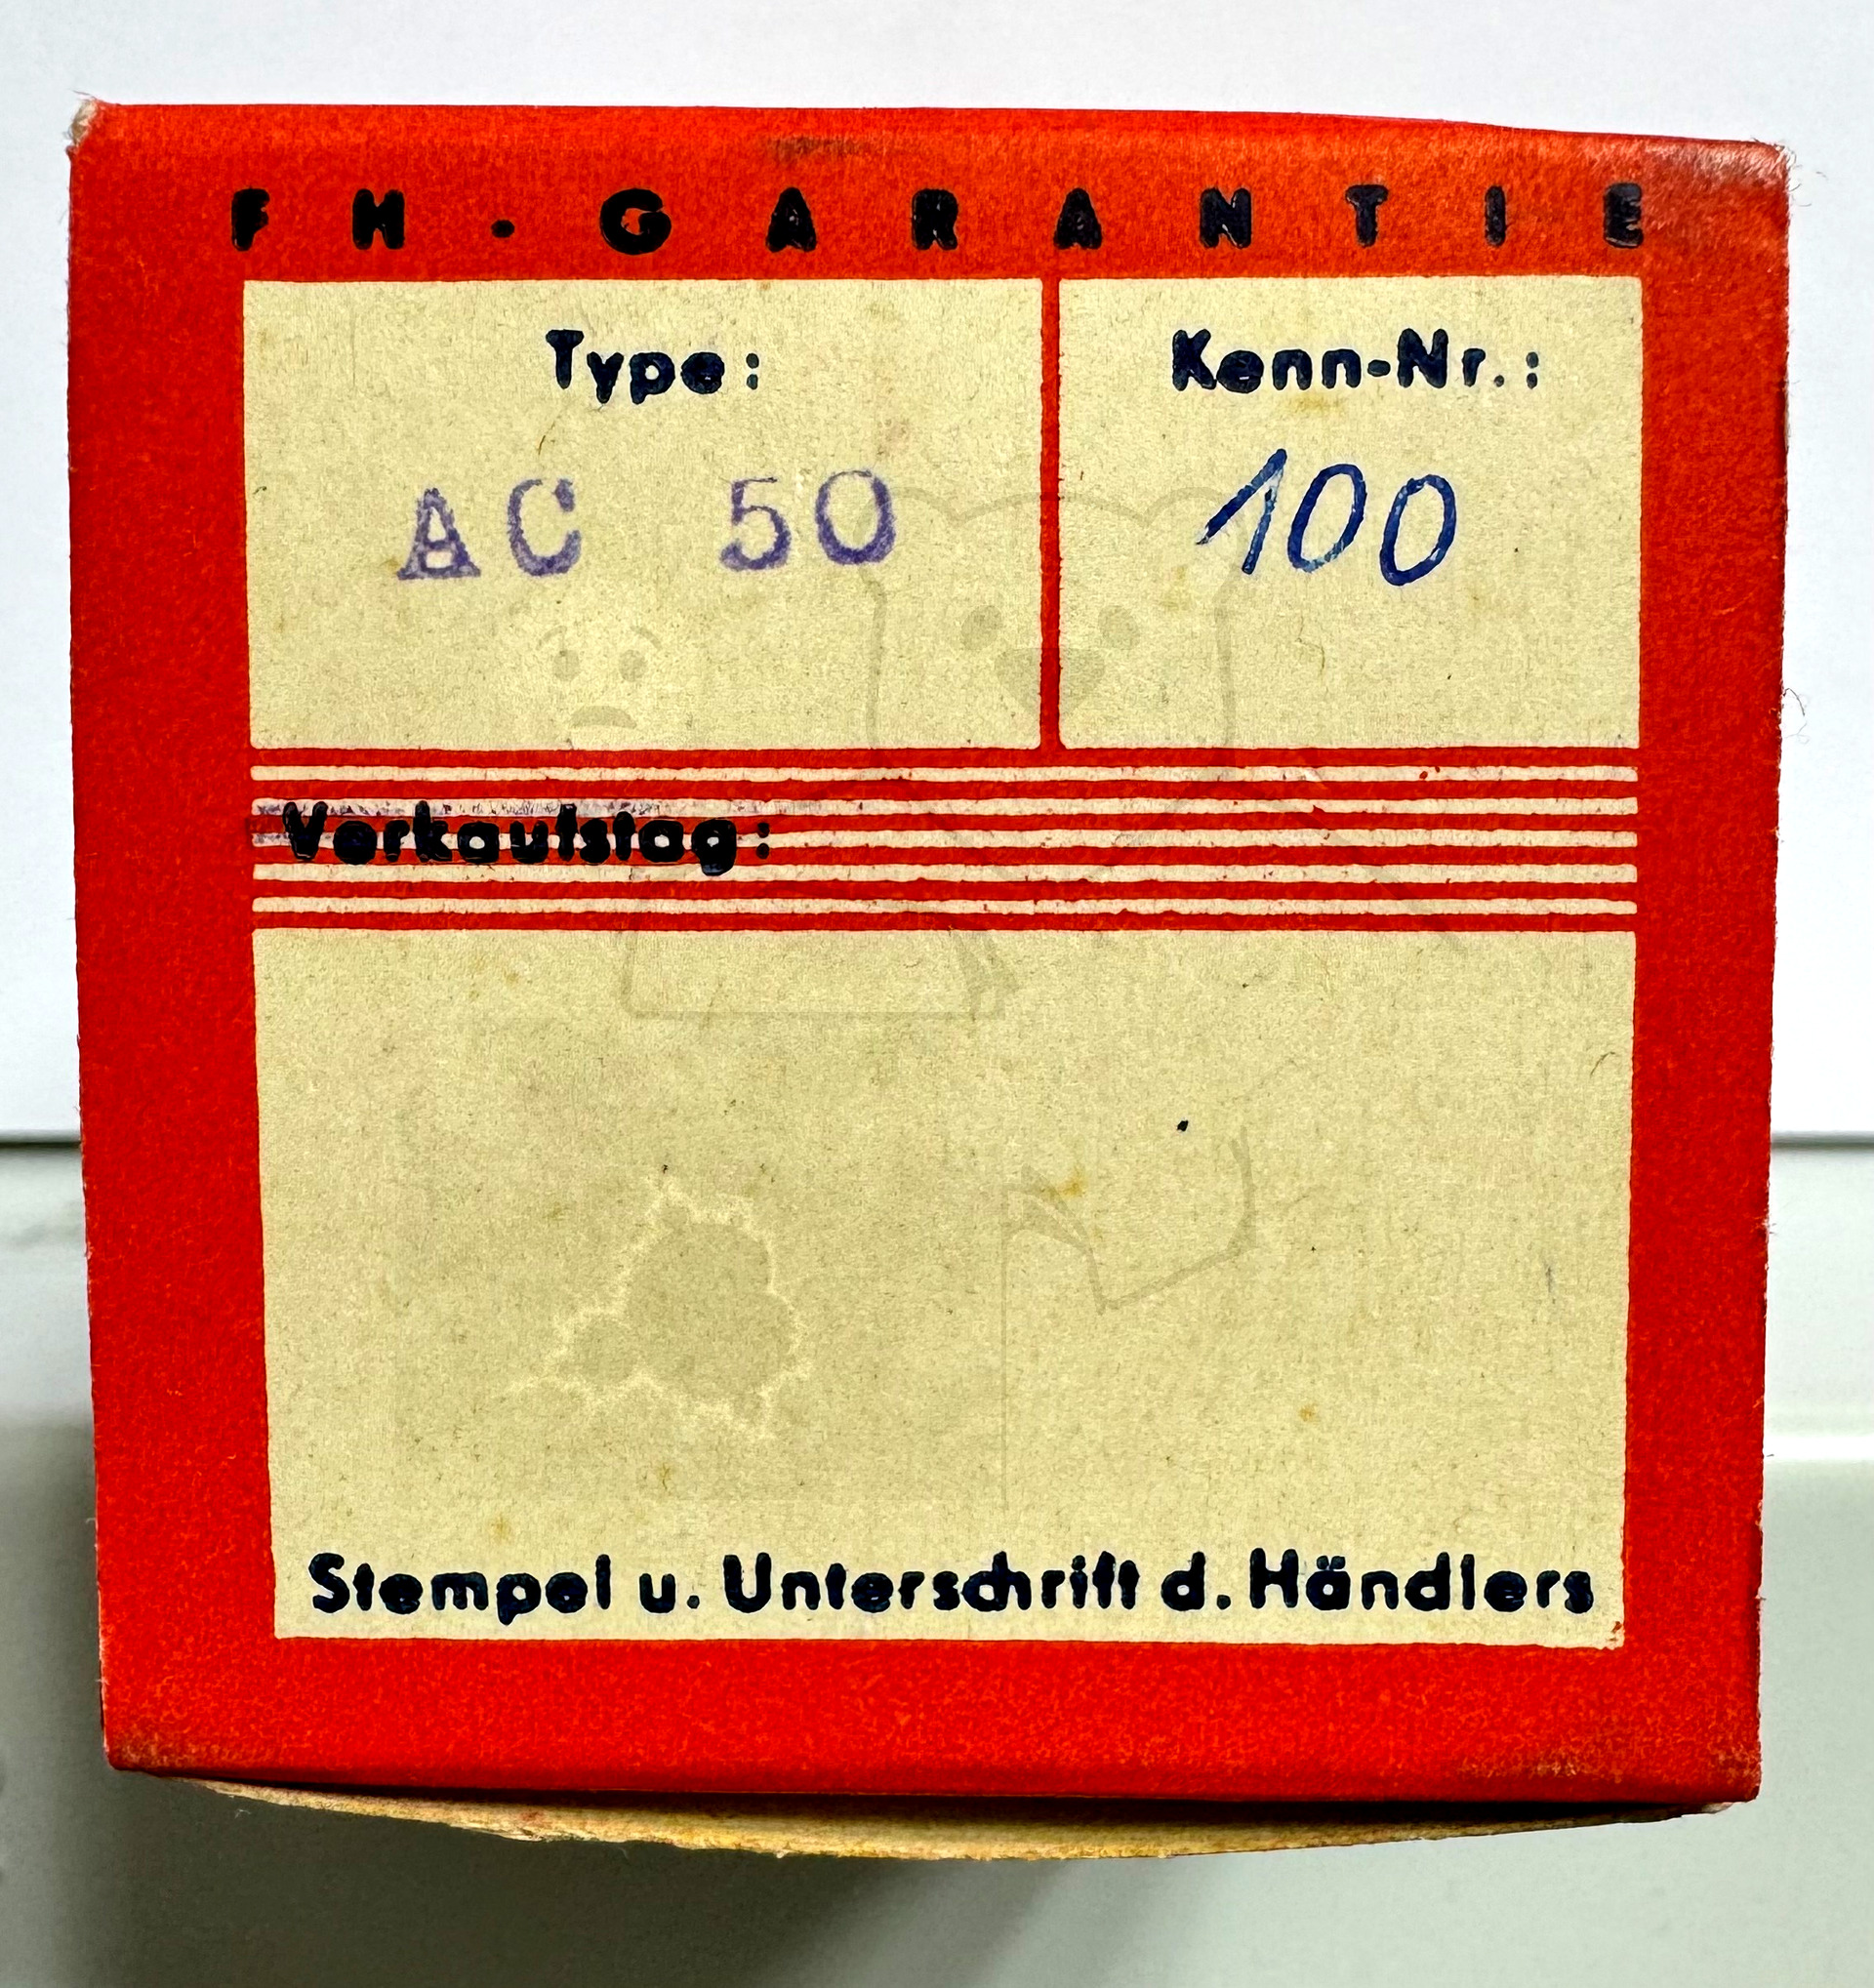 FH·GARANTIE
Type: Kenn-Nr.:
AC 50 100
Verkaufstag:
Stempel u. Unterschrift d. Händlers